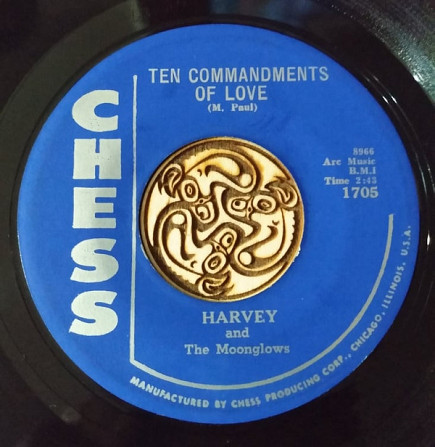 CHESS
TEN COMMANDMENTS
OF LOVE
(M. Paul)
8966
Arc Music
B.M.I
Time 2:43
1705
HARVEY
and
The Moonglows
MANUFACTURED BY CHESS PRODUCING CORP., CHICAGO, ILLINOIS, U.S.A.